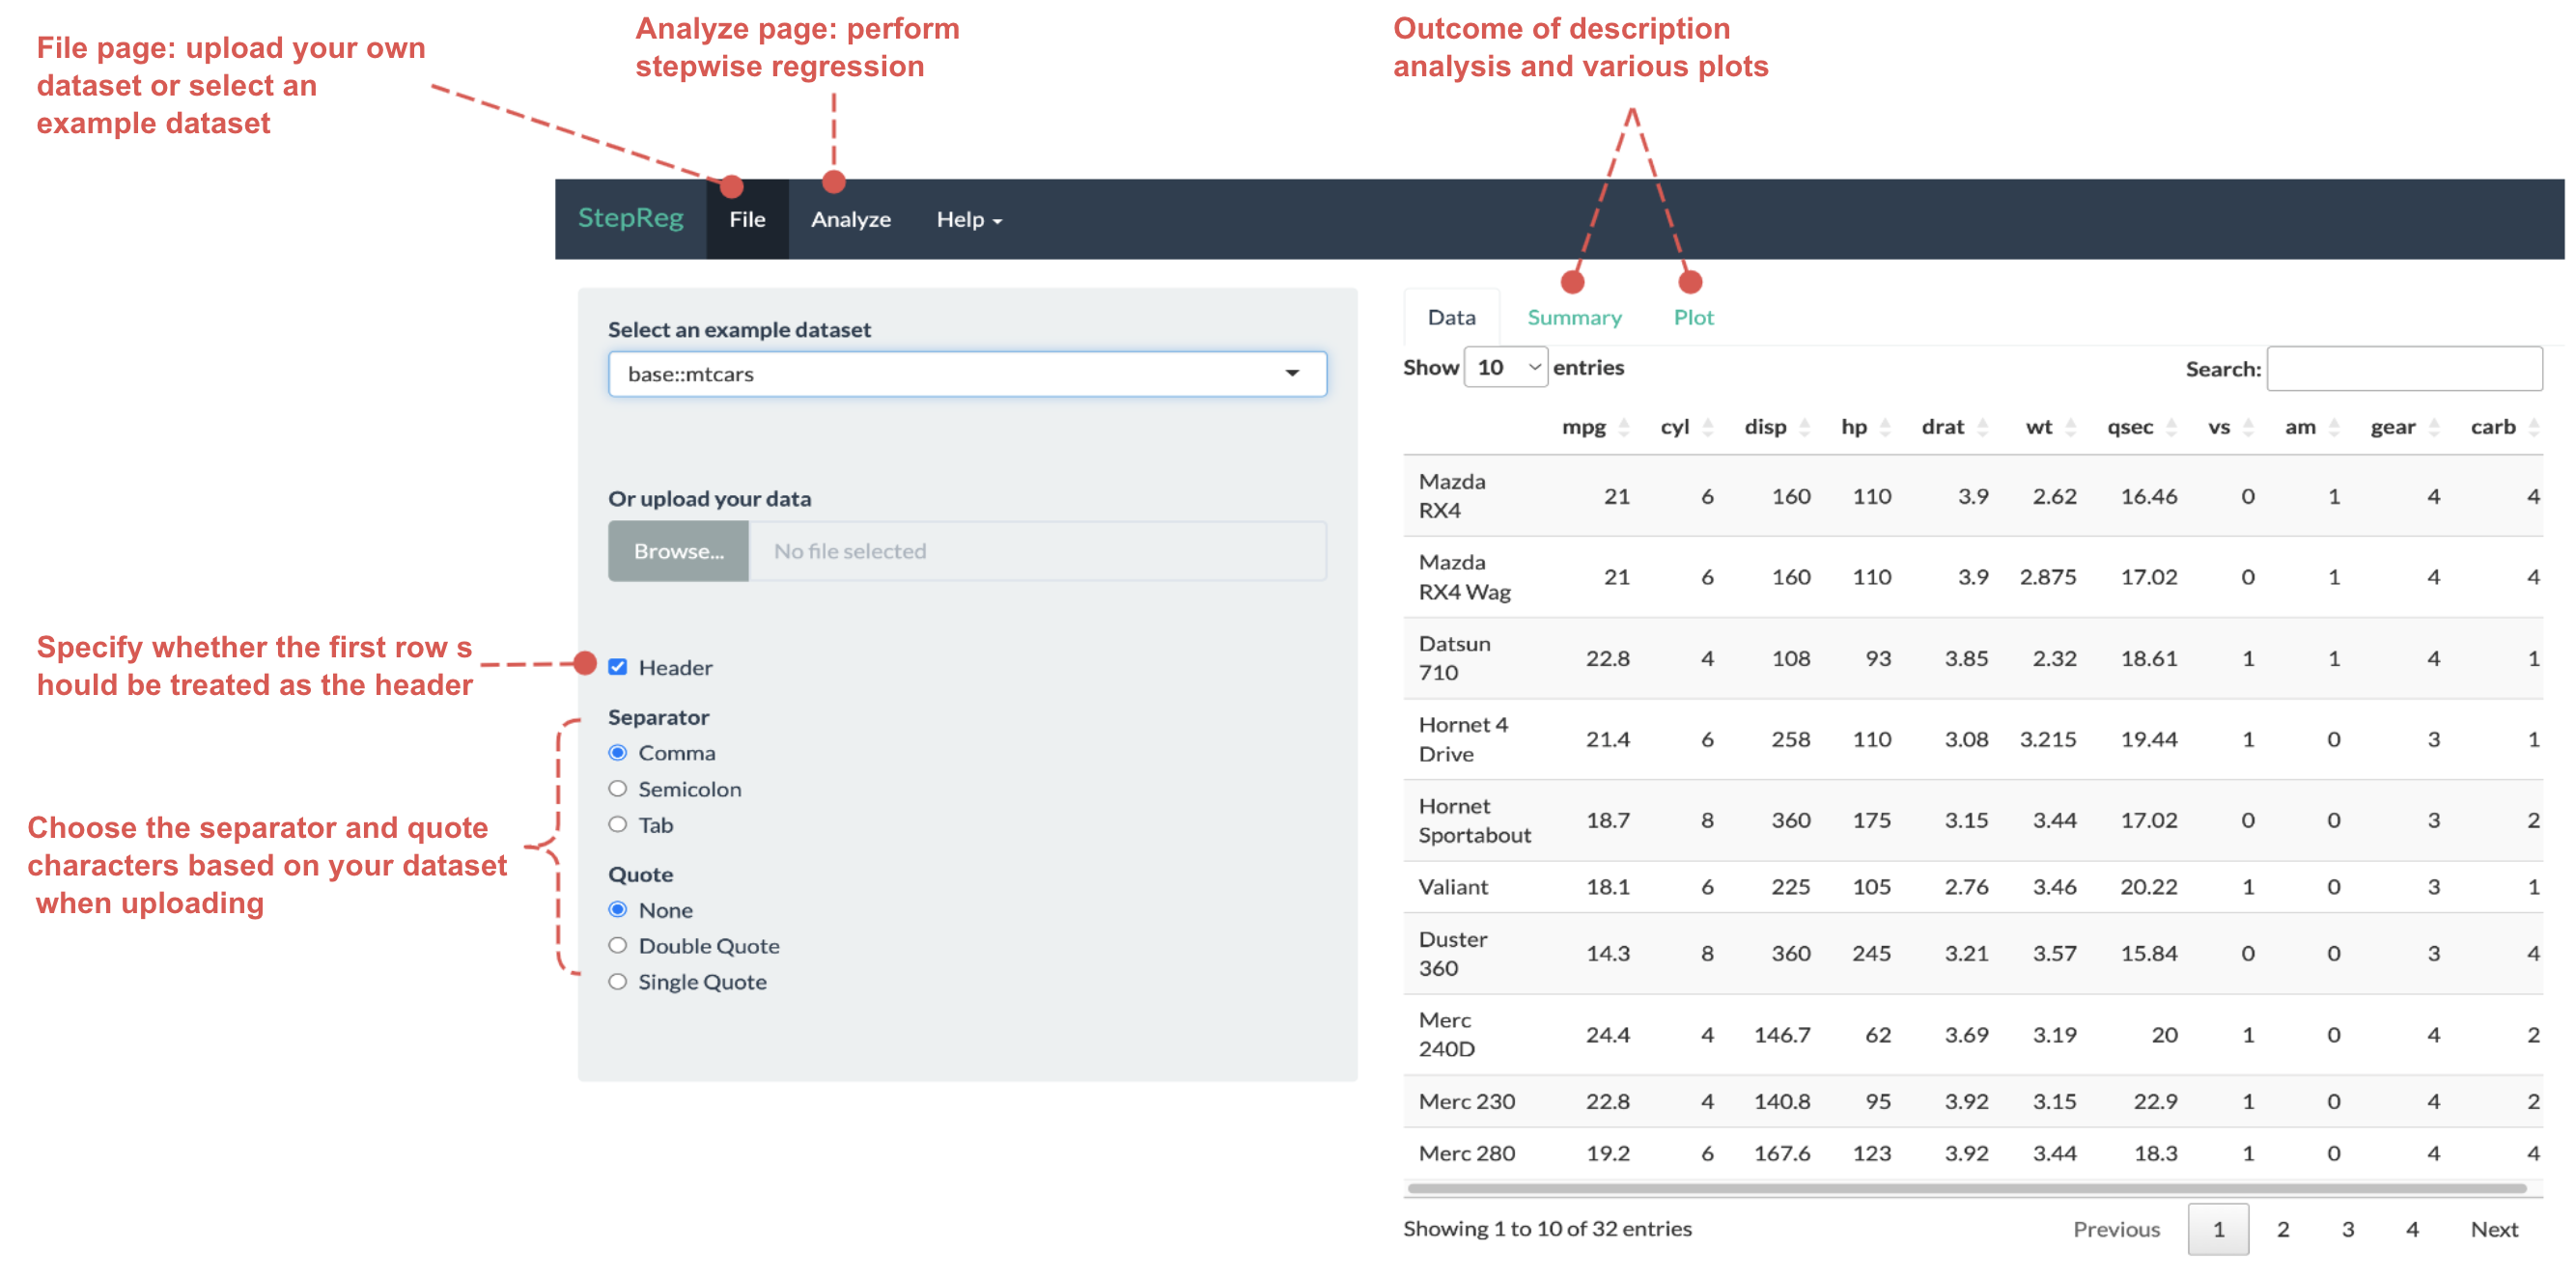 File page: upload your own
dataset or select an
example dataset
Analyze page: perform
stepwise regression
Outcome of description
analysis and various plots
StepReg File Analyze Help
Select an example dataset
base::mtcars
Or upload your data
Browse... No file selected
Specify whether the first row s
hould be treated as the header
Header
Separator
Comma
Semicolon
Tab
Choose the separator and quote
characters based on your dataset
when uploading
Quote
None
Double Quote
Single Quote
Data Summary Plot
Show 10 entries Search:
mpg cyl disp hp drat wt qsec vs am gear carb
Mazda
RX4 21 6 160 110 3.9 2.62 16.46 0 1 4 4
Mazda
RX4 Wag 21 6 160 110 3.9 2.875 17.02 0 1 4 4
Datsun
710 22.8 4 108 93 3.85 2.32 18.61 1 1 4 1
Hornet 4
Drive 21.4 6 258 110 3.08 3.215 19.44 1 0 3 1
Hornet
Sportabout 18.7 8 360 175 3.15 3.44 17.02 0 0 3 2
Valiant 18.1 6 225 105 2.76 3.46 20.22 1 0 3 1
Duster
360 14.3 8 360 245 3.21 3.57 15.84 0 0 3 4
Merc
240D 24.4 4 146.7 62 3.69 3.19 20 1 0 4 2
Merc 230 22.8 4 140.8 95 3.92 3.15 22.9 1 0 4 2
Merc 280 19.2 6 167.6 123 3.92 3.44 18.3 1 0 4 4
Showing 1 to 10 of 32 entries Previous 1 2 3 4 Next